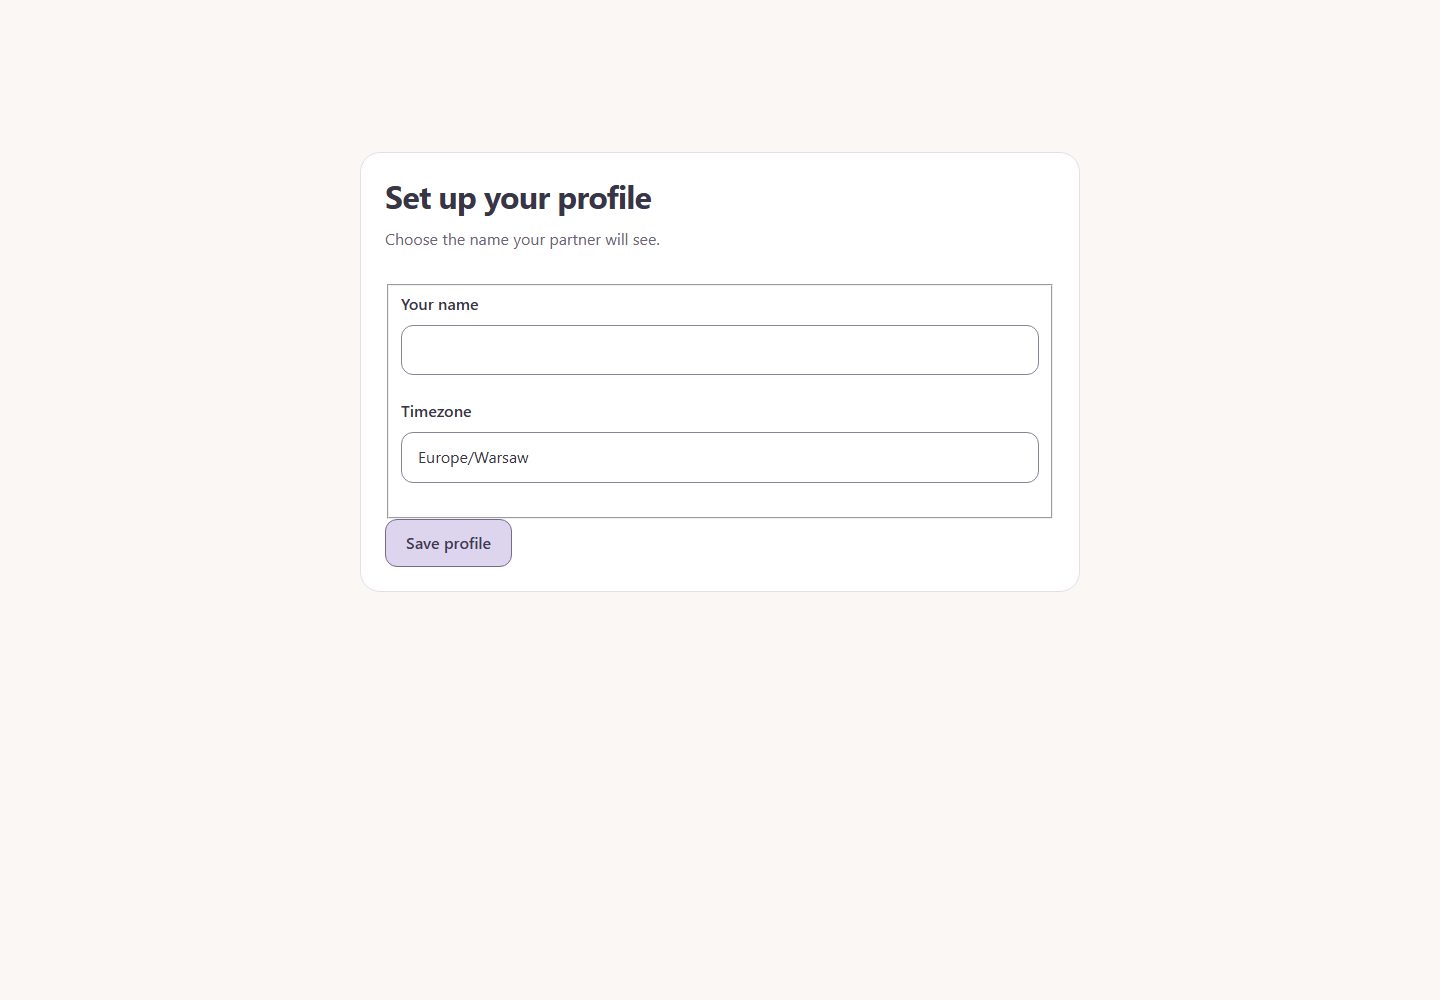 Set up your profile
Choose the name your partner will see.
Your name
Timezone
Europe/Warsaw
Save profile